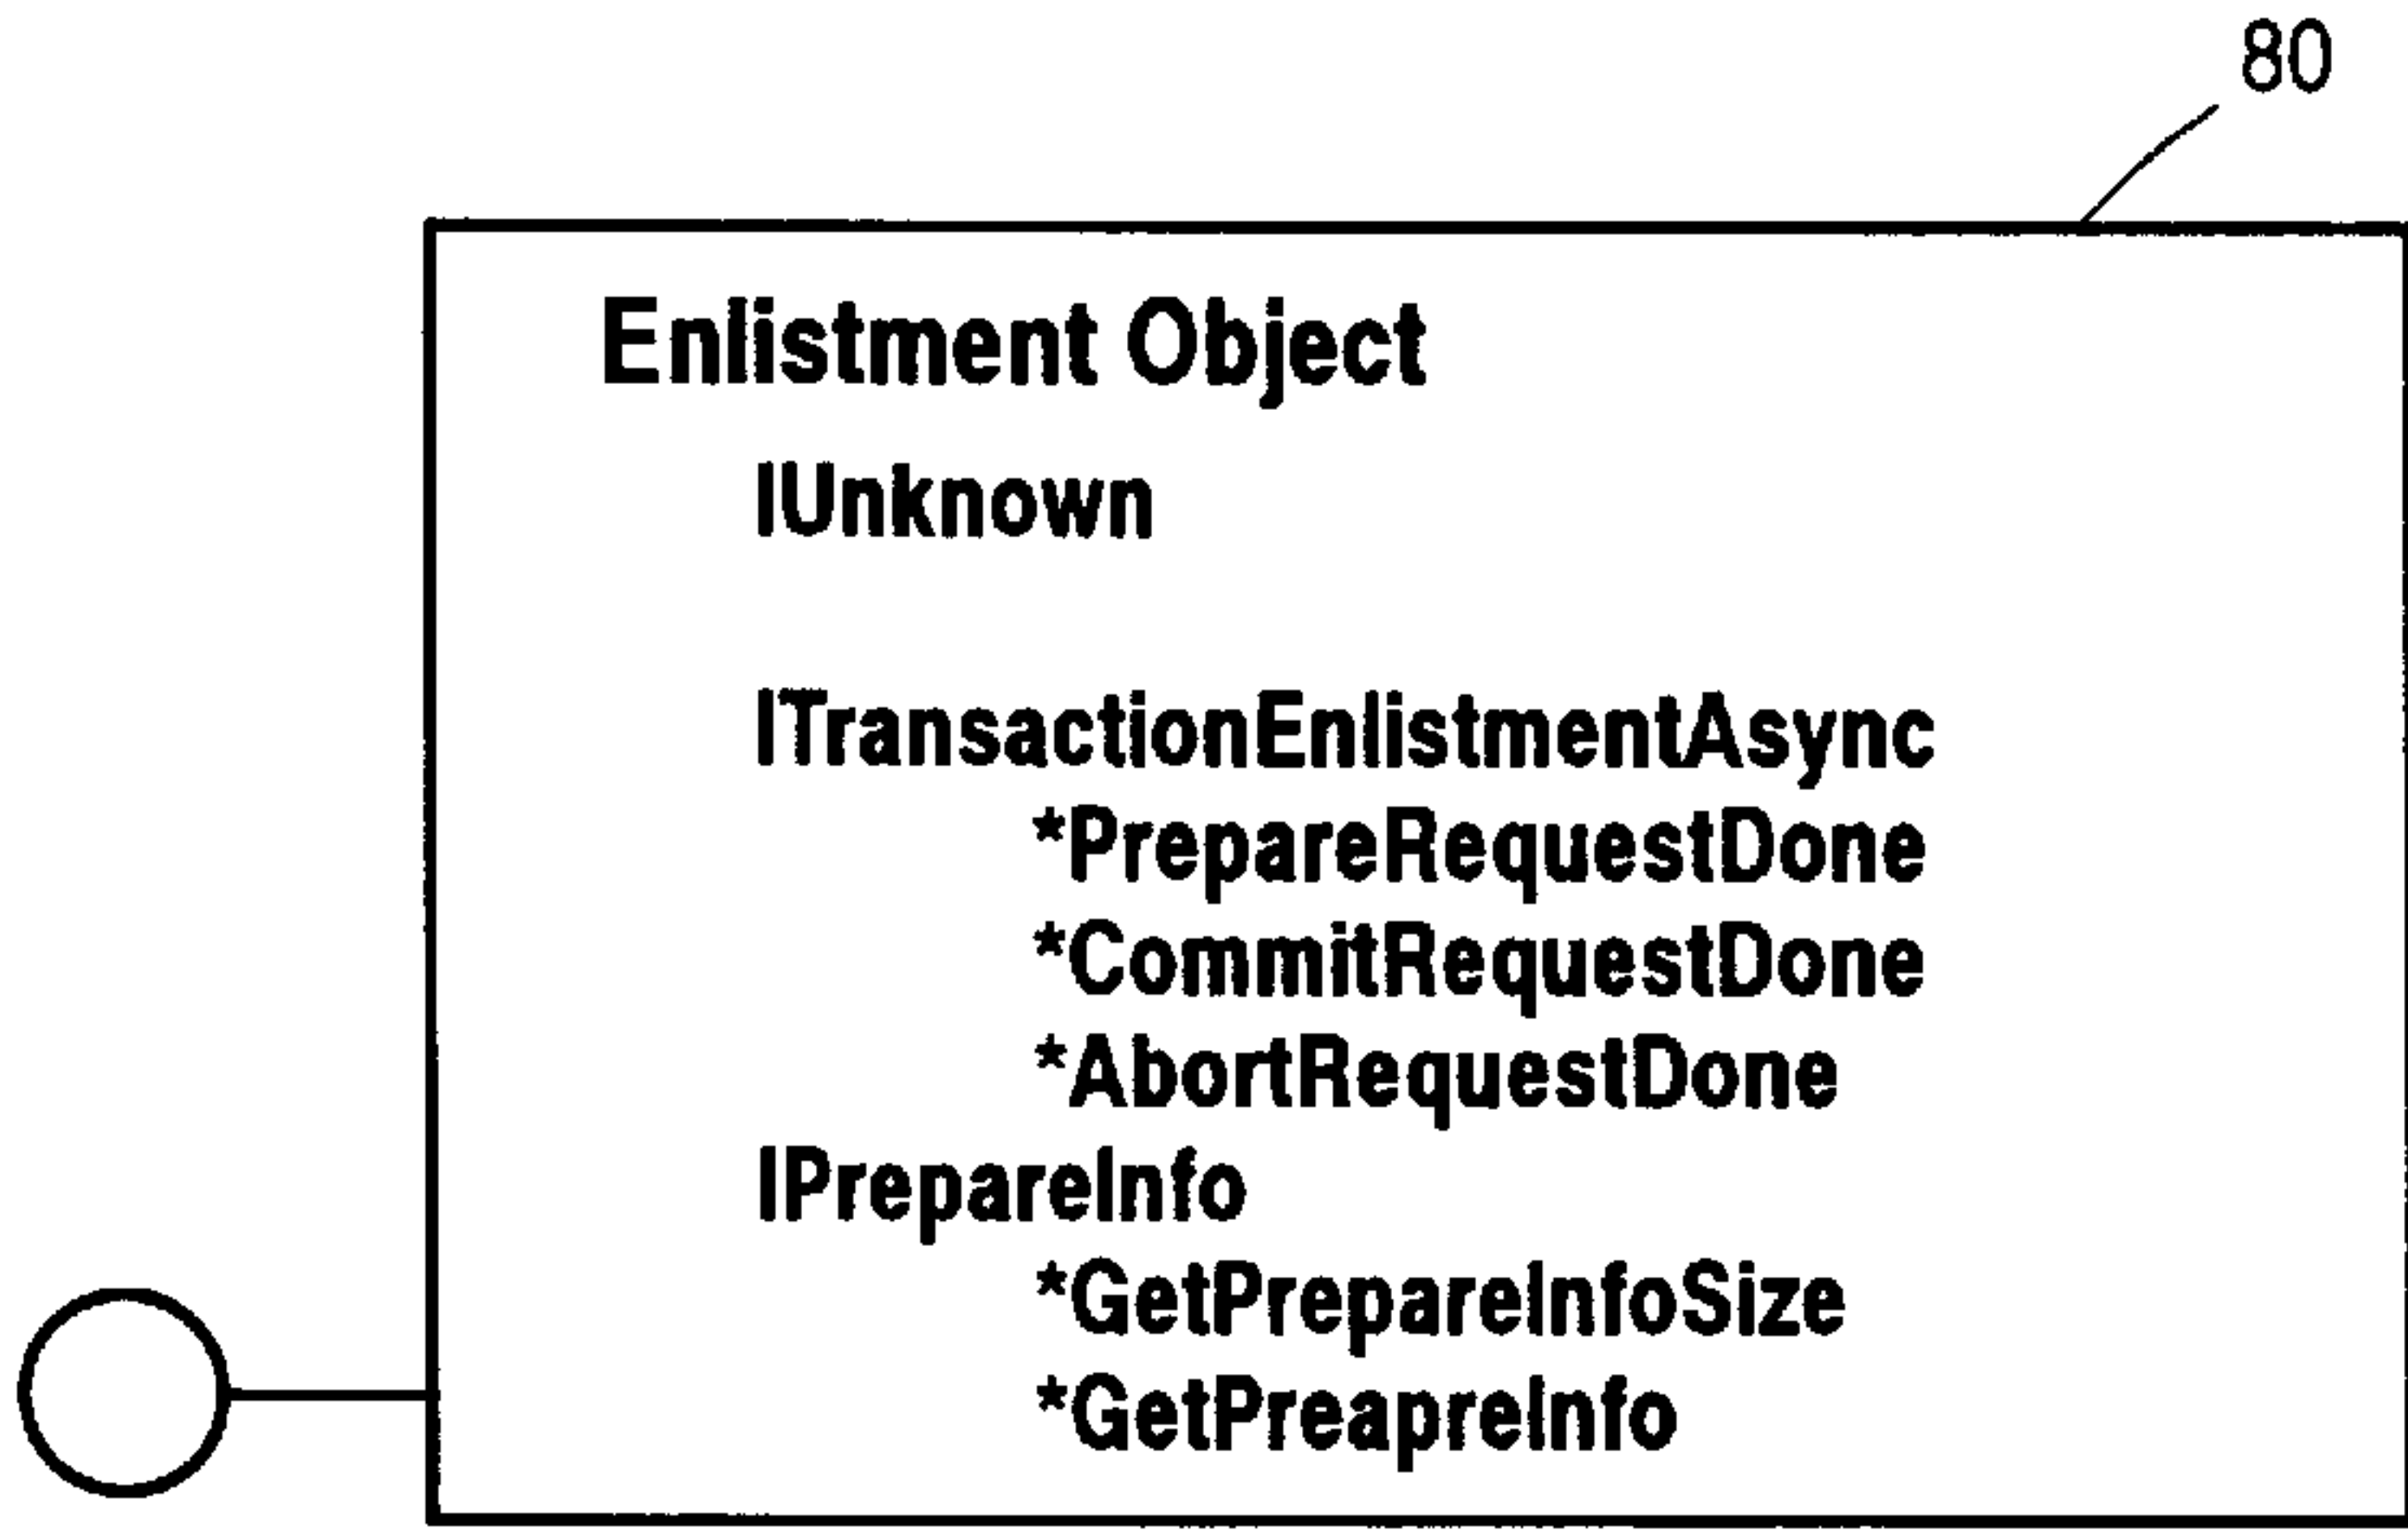 80
Enlistment Object
IUnknown
ITransactionEnlistmentAsync
*PrepareRequestDone
*CommitRequestDone
*AbortRequestDone
IPrepareInfo
*GetPrepareInfoSize
*GetPreapreInfo